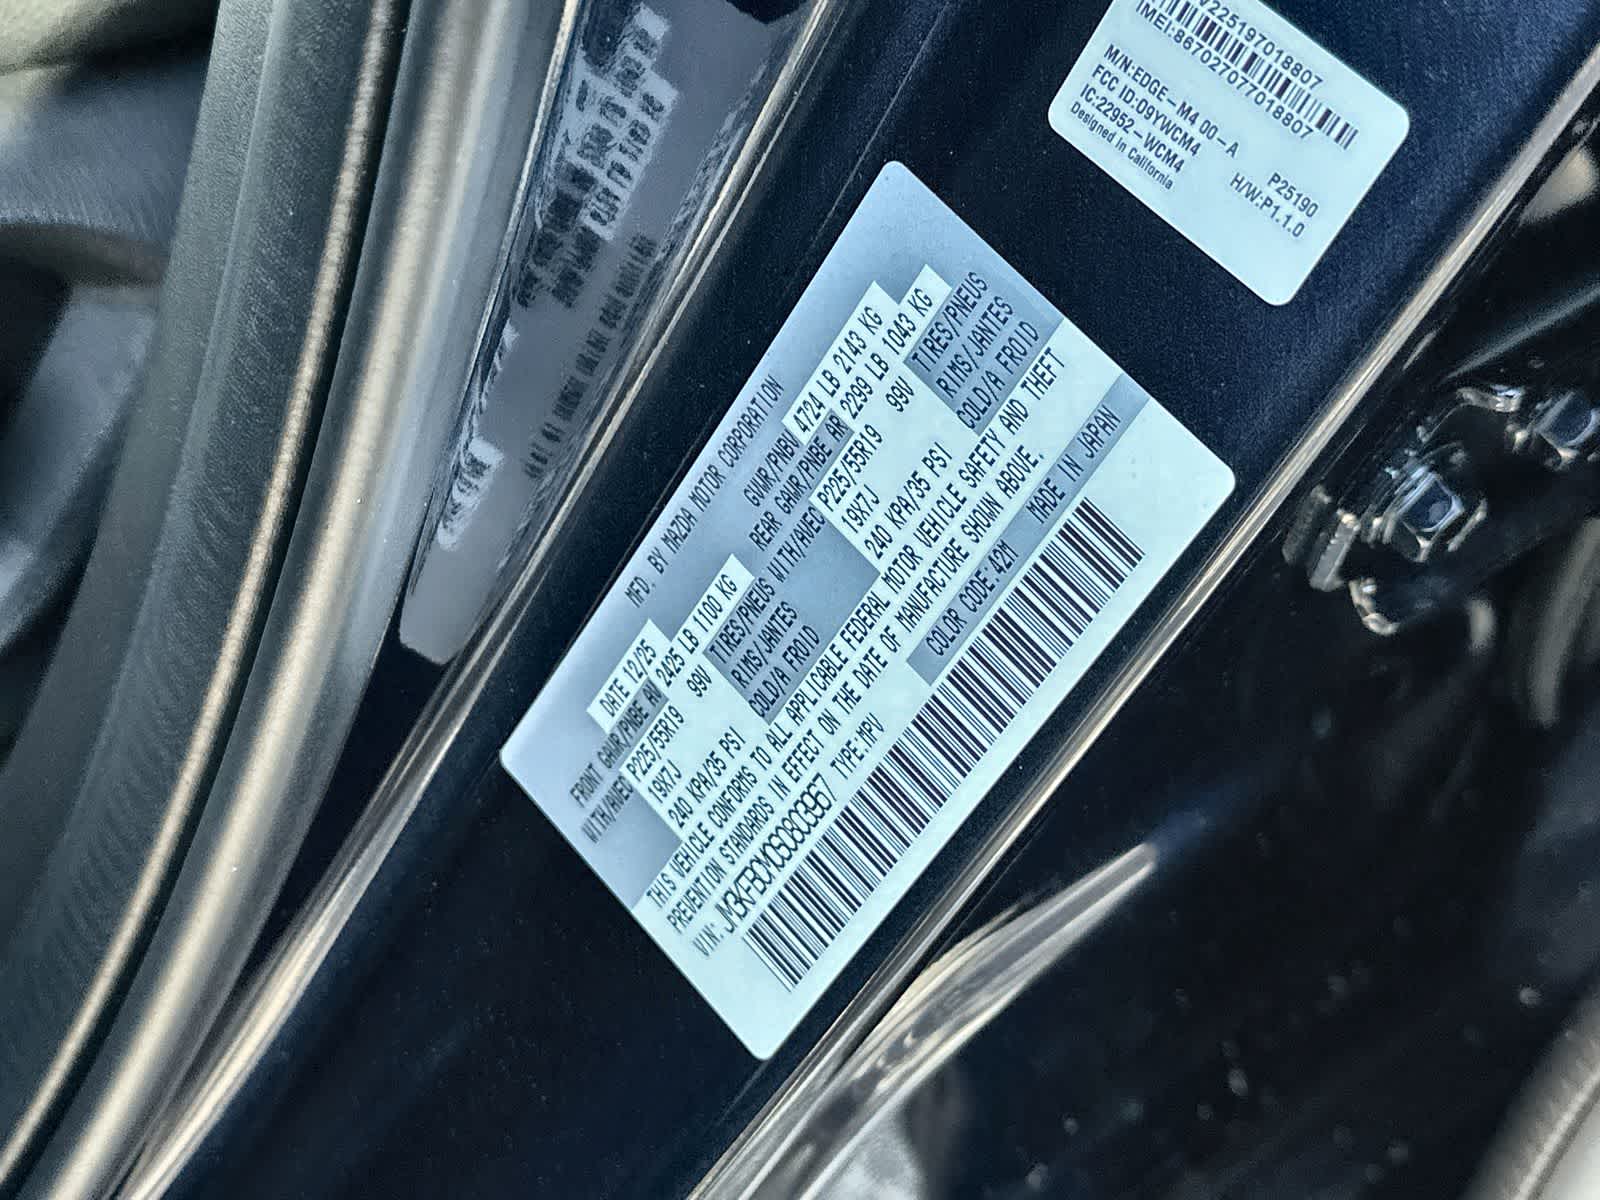 V225197018807
IMEI:867027077018807
M/N:EDGE-M4 00-A P25190
FCC ID:O9YWCM4 H/W:P1.1.0
IC:22952-WCM4
Designed in California
MFD. BY MAZDA MOTOR CORPORATION
DATE 12/25 GVWR/PNBV 4724 LB 2143 KG
FRONT GAWR/PNBE AV 2425 LB 1100 KG REAR GAWR/PNBE AR 2299 LB 1043 KG
WITH/AVEC P225/55R19 99V TIRES/PNEUS WITH/AVEC P225/55R19 99V TIRES/PNEUS
19X7J RIMS/JANTES 19X7J RIMS/JANTES
240 KPA/35 PSI COLD/A FROID 240 KPA/35 PSI COLD/A FROID
THIS VEHICLE CONFORMS TO ALL APPLICABLE FEDERAL MOTOR VEHICLE SAFETY AND THEFT
PREVENTION STANDARDS IN EFFECT ON THE DATE OF MANUFACTURE SHOWN ABOVE.
VIN: JM3KFBDM0S0803967 TYPE:MPV COLOR CODE:42M MADE IN JAPAN